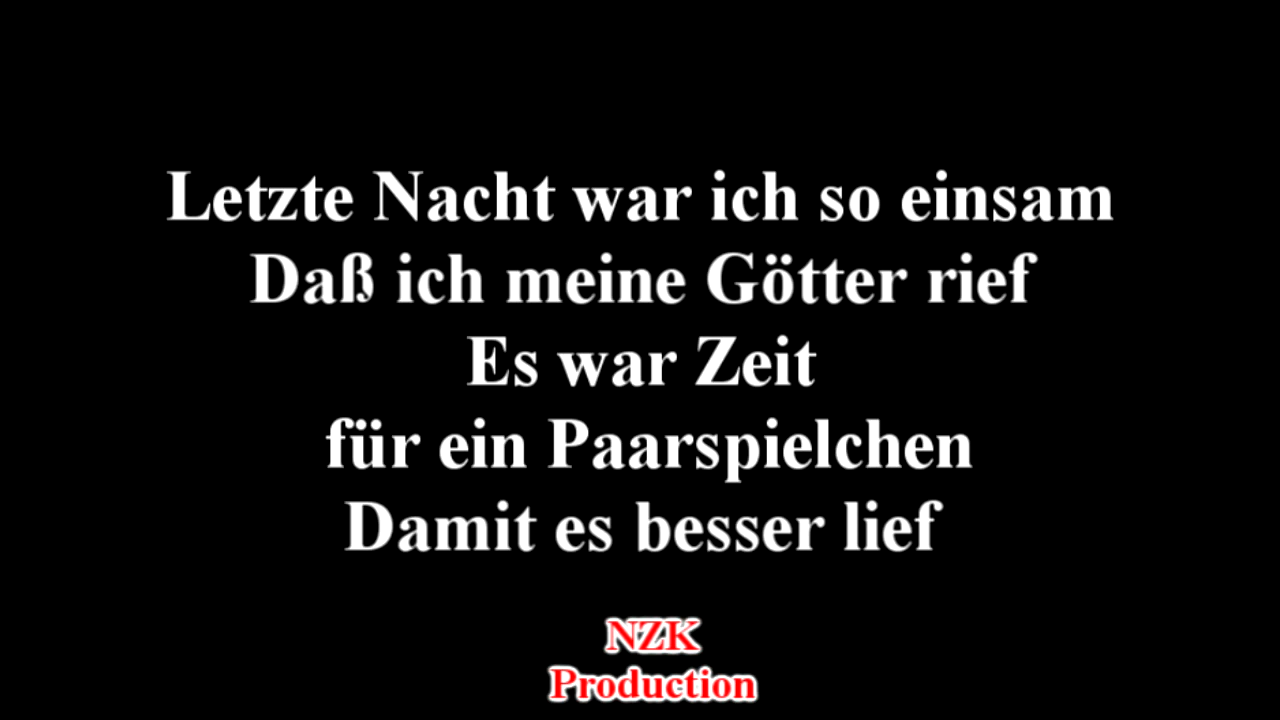 Letzte Nacht war ich so einsam
Daß ich meine Götter rief
Es war Zeit
für ein Paarspielchen
Damit es besser lief
NZK
Production